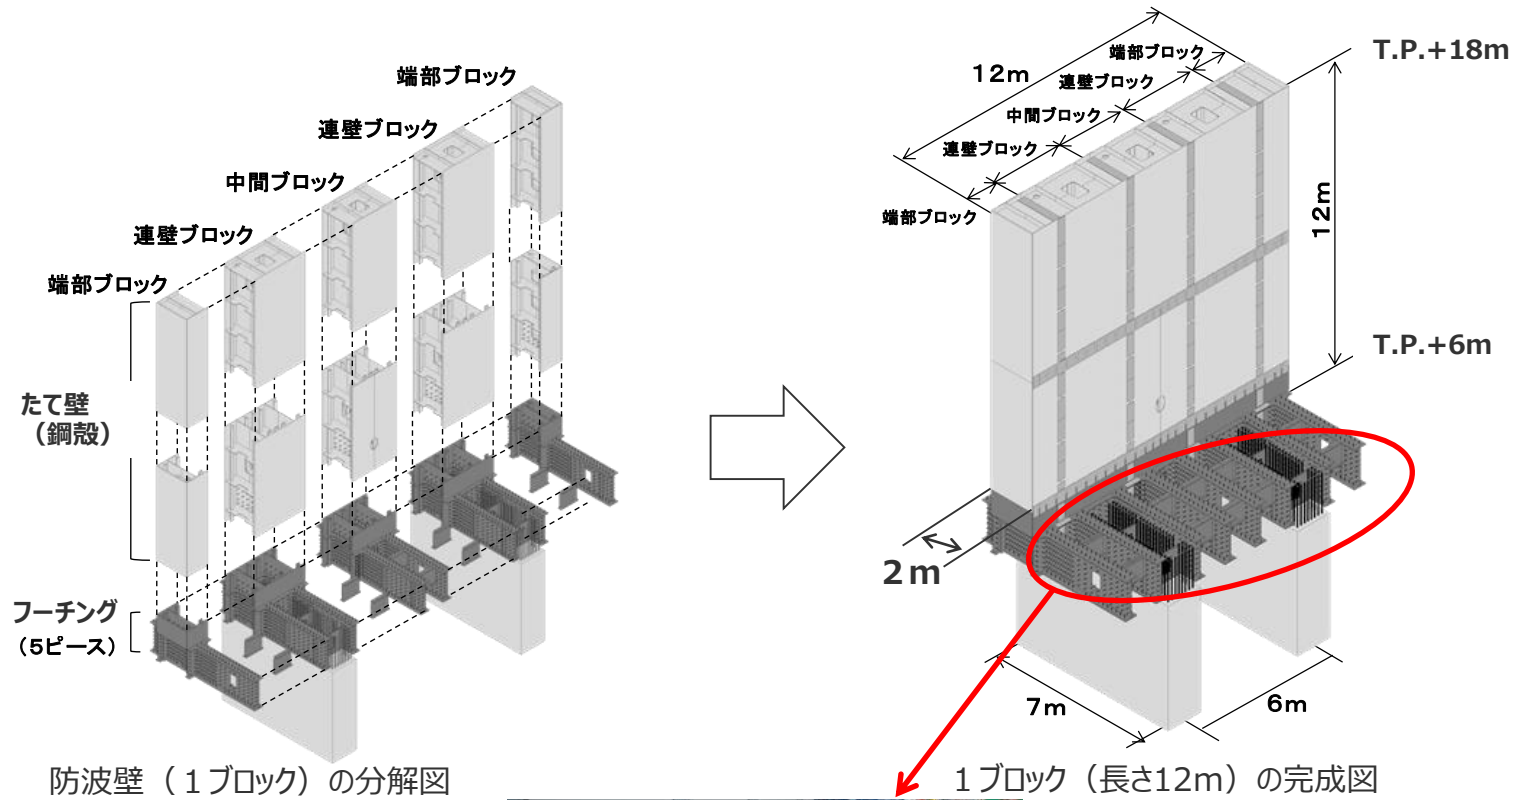 端部ブロック
連壁ブロック
中間ブロック
連壁ブロック
端部ブロック
たて壁
（鋼殻）
フーチング
（5ピース）
防波壁（１ブロック）の分解図
12m
端部ブロック
連壁ブロック
中間ブロック
連壁ブロック
端部ブロック
T.P.+18m
12m
T.P.+6m
2m
7m
6m
１ブロック（長さ12m）の完成図